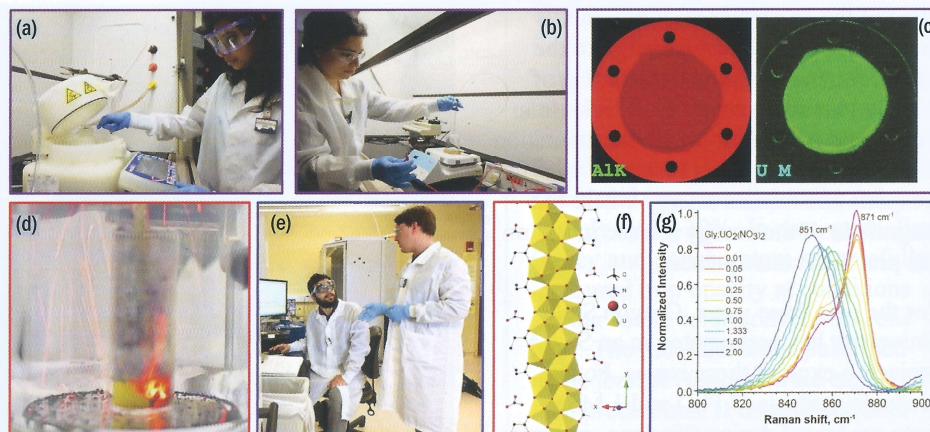 (a)
(b)
(c)
AlK
U M
(d)
(e)
(f)
C
N
O
U
Y
X
Z
(g)
Gly:UO2(NO3)2
0
0.01
0.05
0.10
0.25
0.50
0.75
1.00
1.333
1.50
2.00
851 cm-1
871 cm-1
Normalized Intensity
1.0
0.8
0.6
0.4
0.2
0.0
800 820 840 860 880 900
Raman shift, cm-1